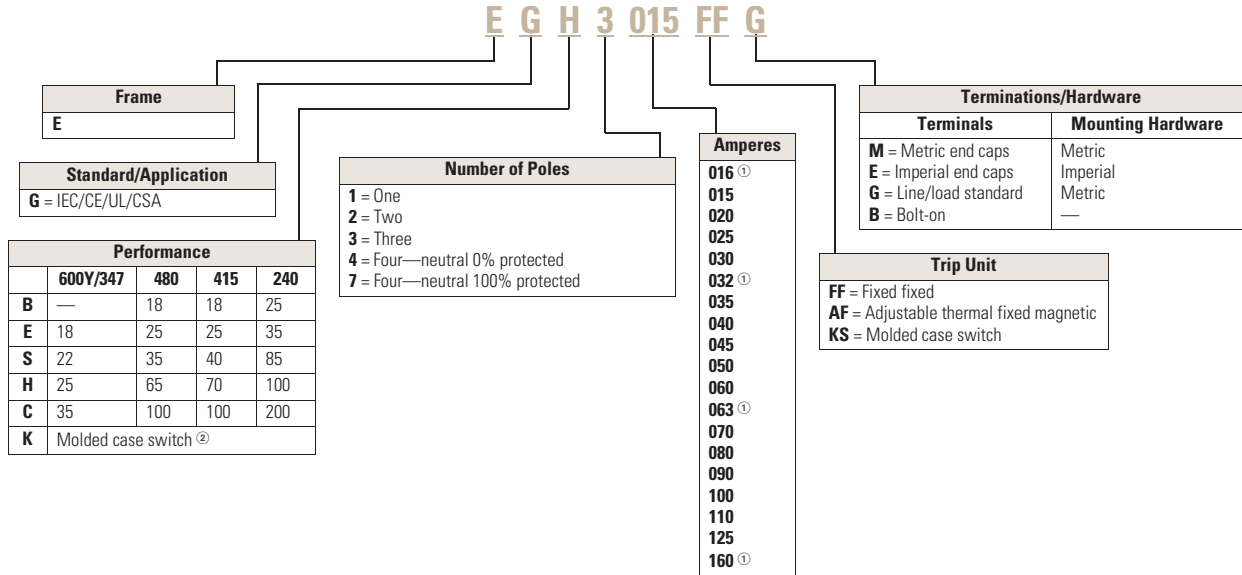 E G H 3 015 FF G
Frame
E
Standard/Application
G = IEC/CE/UL/CSA
Performance
600Y/347 480 415 240
B — 18 18 25
E 18 25 25 35
S 22 35 40 85
H 25 65 70 100
C 35 100 100 200
K Molded case switch ②
Number of Poles
1 = One
2 = Two
3 = Three
4 = Four—neutral 0% protected
7 = Four—neutral 100% protected
Amperes
016 ①
015
020
025
030
032 ①
035
040
045
050
060
063 ①
070
080
090
100
110
125
160 ①
Trip Unit
FF = Fixed fixed
AF = Adjustable thermal fixed magnetic
KS = Molded case switch
Terminations/Hardware
Terminals Mounting Hardware
M = Metric end caps Metric
E = Imperial end caps Imperial
G = Line/load standard Metric
B = Bolt-on —